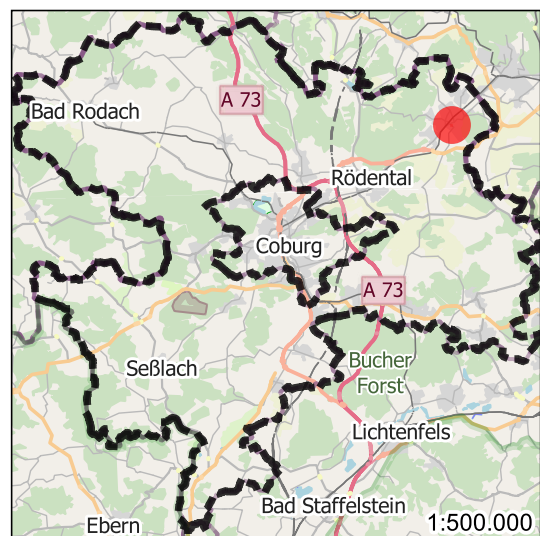 A 73
Bad Rodach
Rödental
Coburg
A 73
Bucher
Forst
Seßlach
Lichtenfels
Bad Staffelstein
Ebern
1:500.000